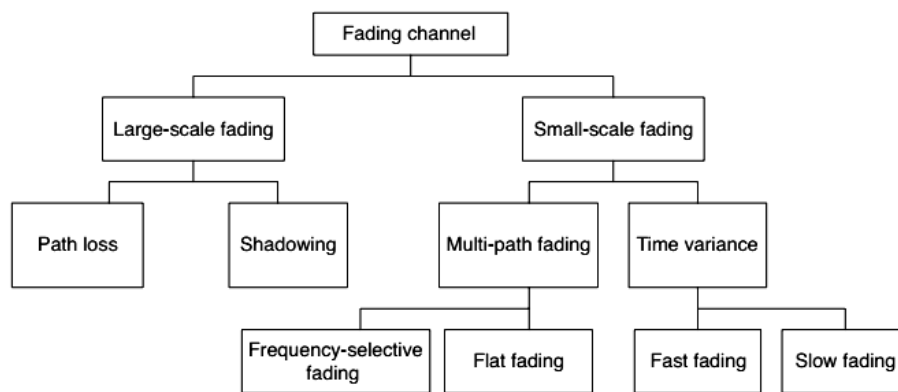 Fading channel
Large-scale fading
Small-scale fading
Path loss
Shadowing
Multi-path fading
Time variance
Frequency-selective
fading
Flat fading
Fast fading
Slow fading